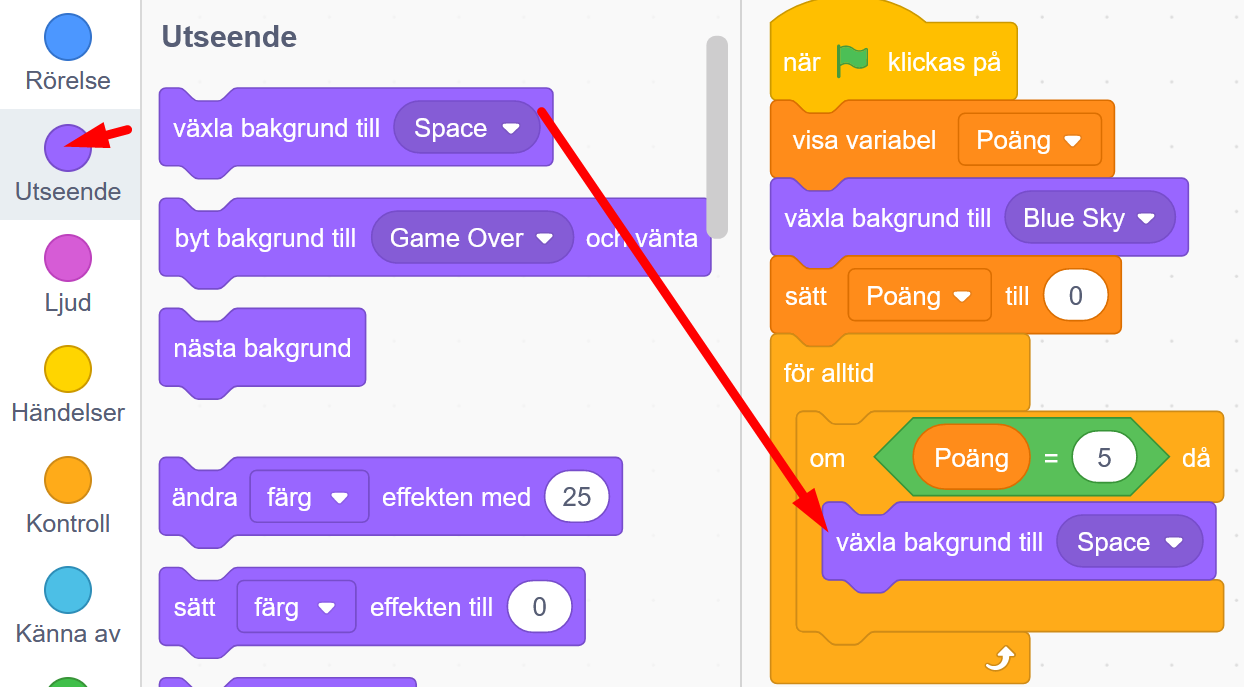 Rörelse
Utseende
Ljud
Händelser
Kontroll
Känna av
Utseende
växla bakgrund till Space
byt bakgrund till Game Over och vänta
nästa bakgrund
ändra färg effekten med 25
sätt färg effekten till 0
när klickas på
visa variabel Poäng
växla bakgrund till Blue Sky
sätt Poäng till 0
för alltid
om Poäng = 5 då
växla bakgrund till Space